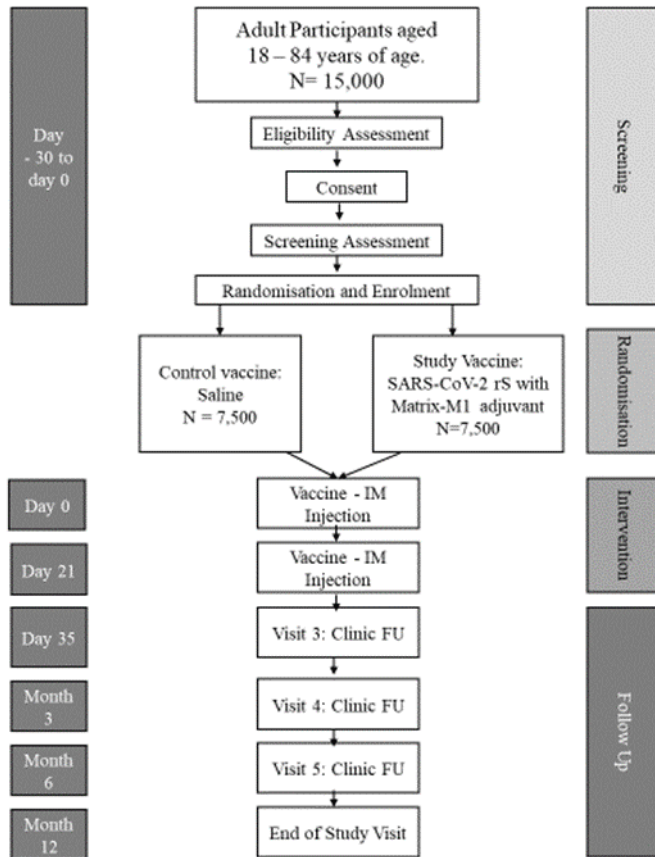 Adult Participants aged
18 – 84 years of age.
N= 15,000
Day
- 30 to
day 0
Eligibility Assessment
Consent
Screening Assessment
Randomisation and Enrolment
Screening
Control vaccine:
Saline
N = 7,500
Study Vaccine:
SARS-CoV-2 rS with
Matrix-M1 adjuvant
N=7,500
Randomisation
Day 0
Vaccine - IM
Injection
Day 21
Vaccine - IM
Injection
Intervention
Day 35
Visit 3: Clinic FU
Month
3
Visit 4: Clinic FU
Month
6
Visit 5: Clinic FU
Month
12
End of Study Visit
Follow Up